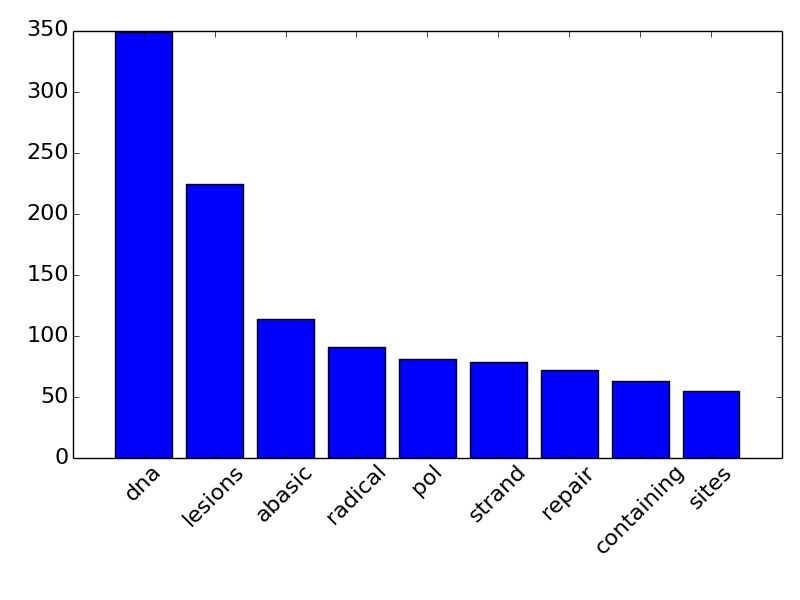 350
300
250
200
150
100
50
0
dna
lesions
abasic
radical
pol
strand
repair
containing
sites